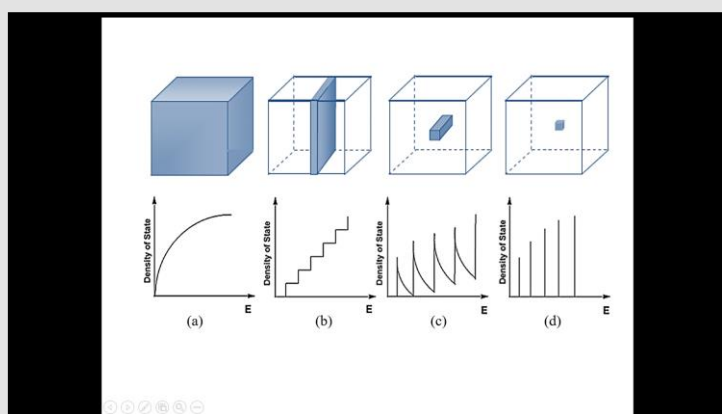 Density of State
E
(a)
Density of State
E
(b)
Density of State
E
(c)
Density of State
E
(d)